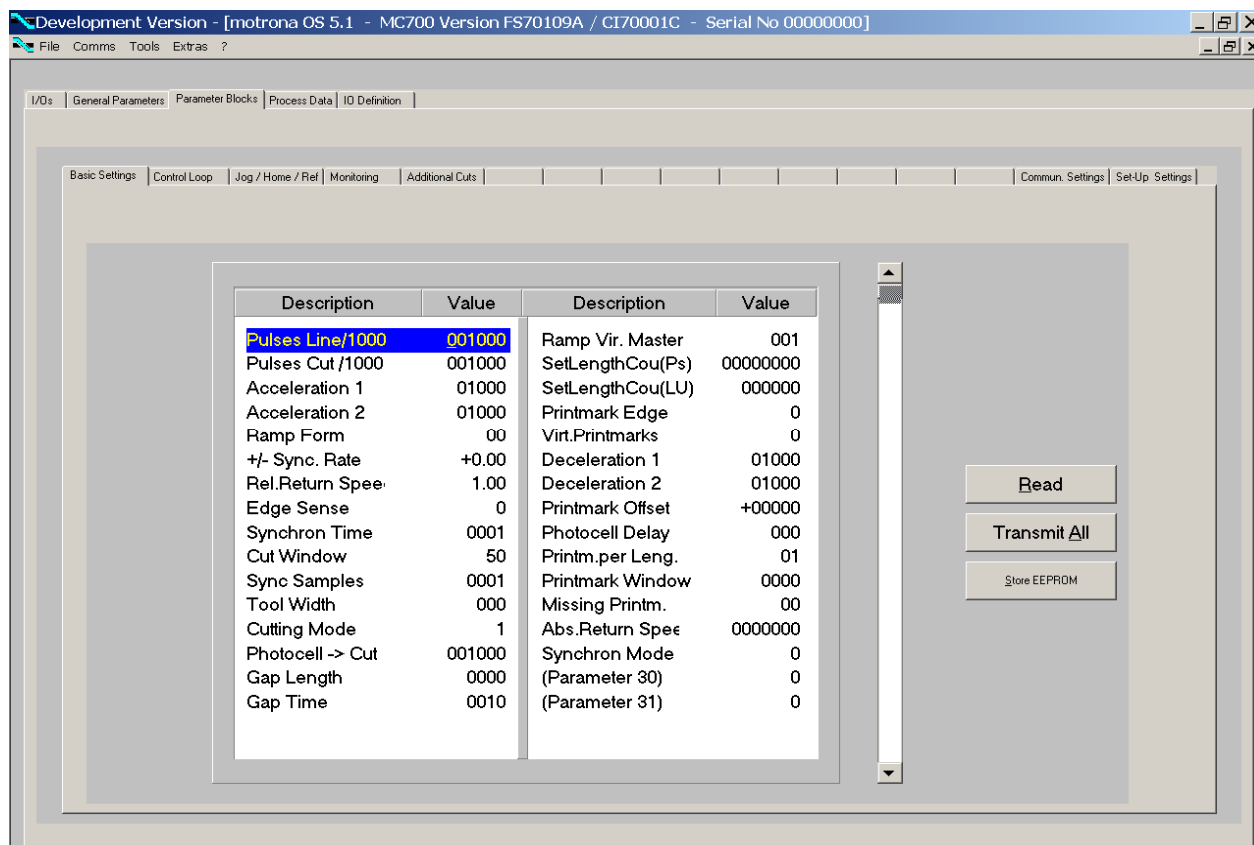 Development Version - [motrona OS 5.1 - MC700 Version FS70109A / CI70001C - Serial No 00000000]
File Comms Tools Extras ?
I/Os General Parameters Parameter Blocks Process Data IO Definition
Basic Settings Control Loop Jog / Home / Ref Monitoring Additional Cuts Commun. Settings Set-Up Settings
Description Value Description Value
Pulses Line/1000 001000 Ramp Vir. Master 001
Pulses Cut /1000 001000 SetLengthCou(Ps) 00000000
Acceleration 1 01000 SetLengthCou(LU) 000000
Acceleration 2 01000 Printmark Edge 0
Ramp Form 00 Virt.Printmarks 0
+/- Sync. Rate +0.00 Deceleration 1 01000
Rel.Return Spee 1.00 Deceleration 2 01000
Edge Sense 0 Printmark Offset +00000
Synchron Time 0001 Photocell Delay 000
Cut Window 50 Printm.per Leng. 01
Sync Samples 0001 Printmark Window 0000
Tool Width 000 Missing Printm. 00
Cutting Mode 1 Abs.Return Spee 0000000
Photocell -> Cut 001000 Synchron Mode 0
Gap Length 0000 (Parameter 30) 0
Gap Time 0010 (Parameter 31) 0
Read
Transmit All
Store EEPROM